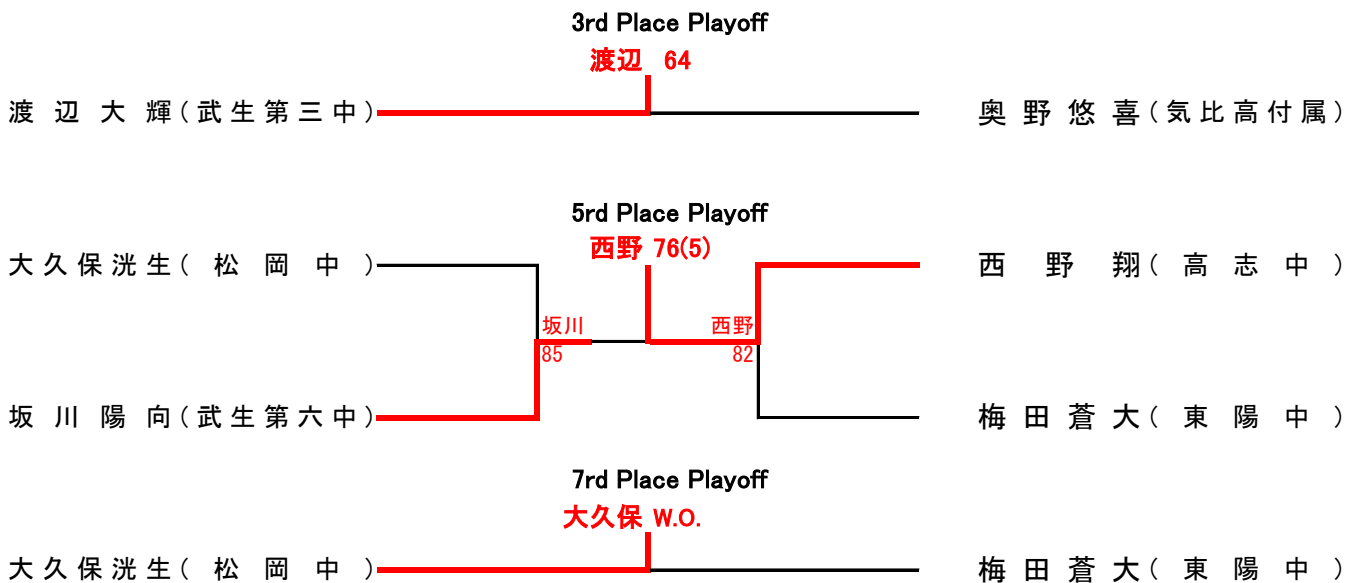 3rd Place Playoff
渡辺 64
渡辺大輝(武生第三中) 奥野悠喜(気比高付属)
5rd Place Playoff
西野 76(5)
大久保洸生(松岡中) 西野翔(高志中)
坂川 西野
85 82
坂川陽向(武生第六中) 梅田蒼大(東陽中)
7rd Place Playoff
大久保 W.O.
大久保洸生(松岡中) 梅田蒼大(東陽中)